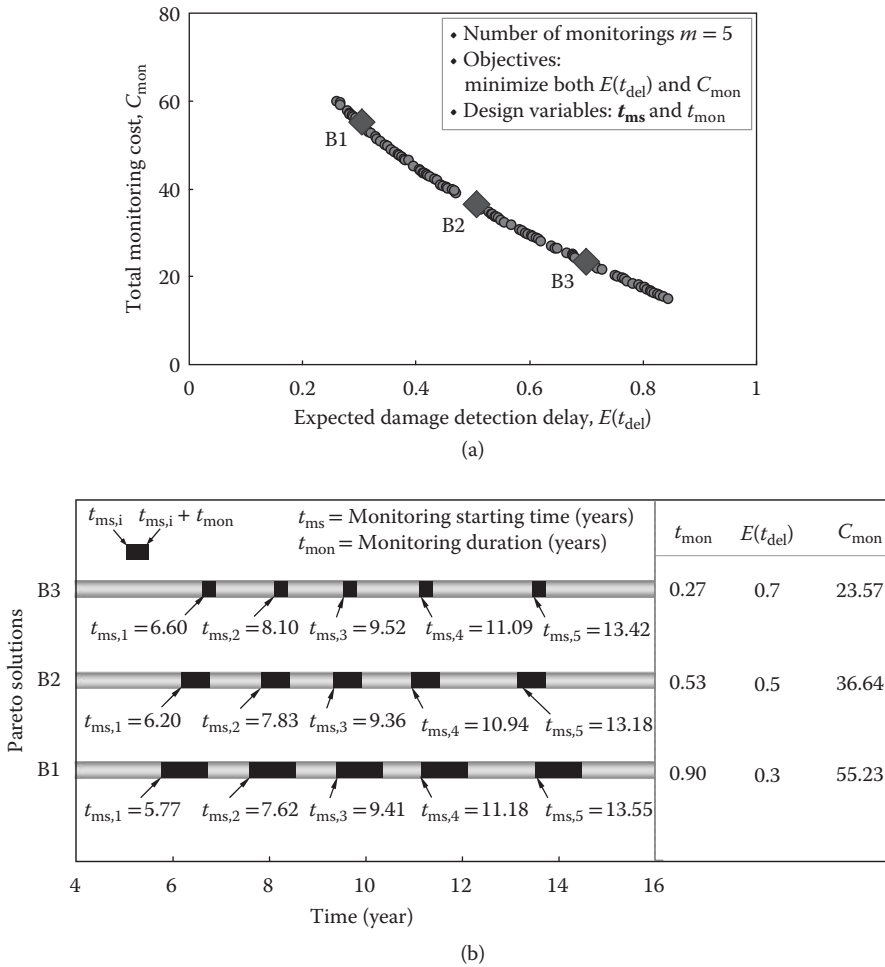 80
60
40
20
0
Total monitoring cost, C_mon
• Number of monitorings m = 5
• Objectives:
minimize both E(t_del) and C_mon
• Design variables: t_ms and t_mon
B1
B2
B3
0 0.2 0.4 0.6 0.8 1
Expected damage detection delay, E(t_del)
(a)
t_ms,i t_ms,i + t_mon
t_ms = Monitoring starting time (years)
t_mon = Monitoring duration (years)
t_mon E(t_del) C_mon
Pareto solutions
B3 0.27 0.7 23.57
t_ms,1 = 6.60 t_ms,2 = 8.10 t_ms,3 = 9.52 t_ms,4 = 11.09 t_ms,5 = 13.42
B2 0.53 0.5 36.64
t_ms,1 = 6.20 t_ms,2 = 7.83 t_ms,3 = 9.36 t_ms,4 = 10.94 t_ms,5 = 13.18
B1 0.90 0.3 55.23
t_ms,1 = 5.77 t_ms,2 = 7.62 t_ms,3 = 9.41 t_ms,4 = 11.18 t_ms,5 = 13.55
4 6 8 10 12 14 16
Time (year)
(b)